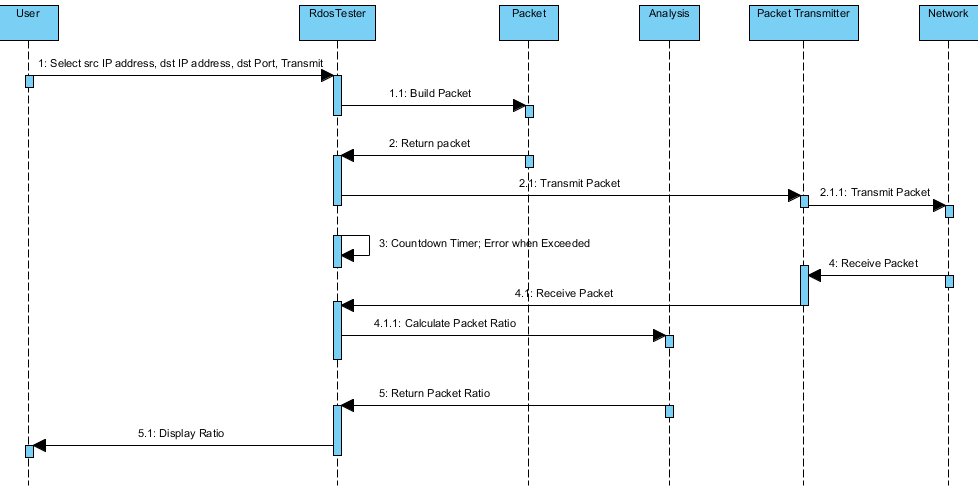 User
RdosTester
Packet
Analysis
Packet Transmitter
Network
1: Select src IP address, dst IP address, dst Port, Transmit
1.1: Build Packet
2: Return packet
2.1: Transmit Packet
2.1.1: Transmit Packet
3: Countdown Timer; Error when Exceeded
4: Receive Packet
4.1: Receive Packet
4.1.1: Calculate Packet Ratio
5: Return Packet Ratio
5.1: Display Ratio